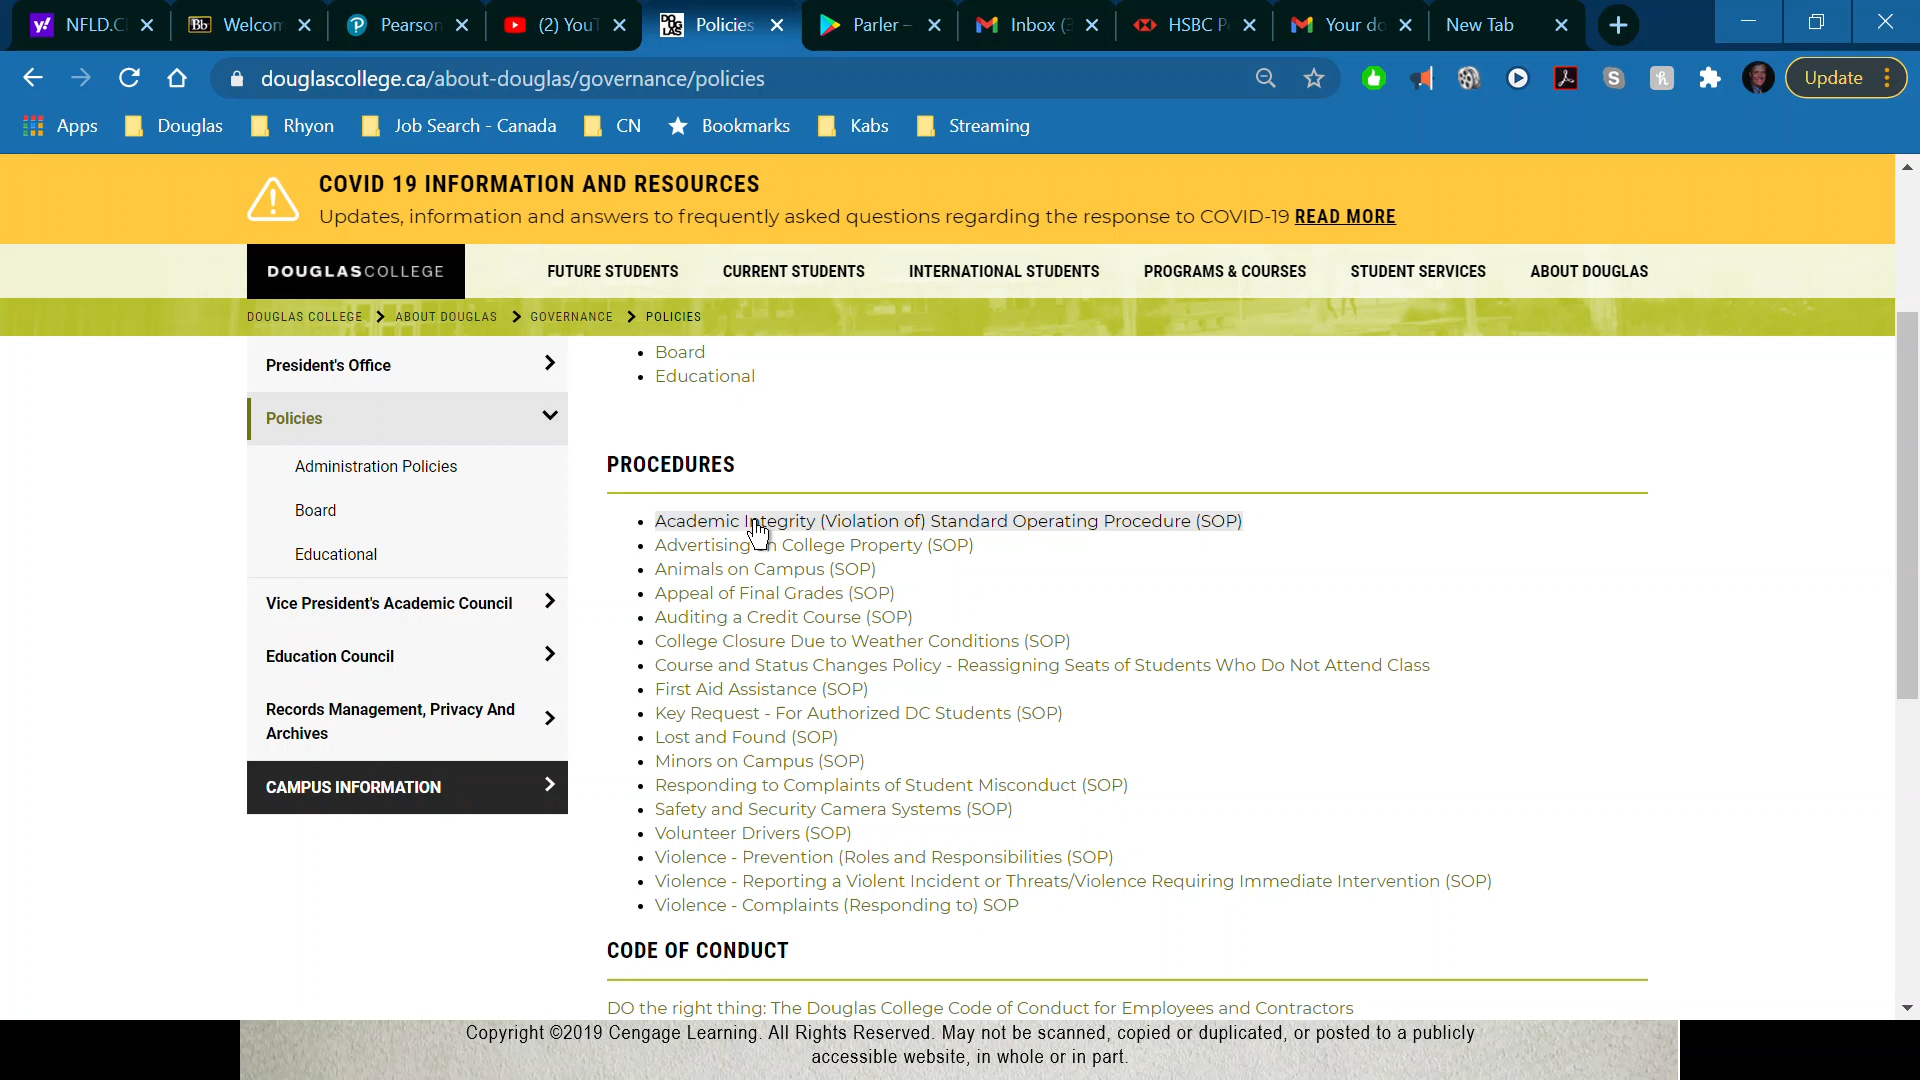 NFLD.C
Welcom
Pearson
(2) You
Policies
Parler –
Inbox (
HSBC P
Your do
New Tab
douglascollege.ca/about-douglas/governance/policies
Update
Apps
Douglas
Rhyon
Job Search - Canada
CN
Bookmarks
Kabs
Streaming
COVID 19 INFORMATION AND RESOURCES
Updates, information and answers to frequently asked questions regarding the response to COVID-19 READ MORE
DOUGLASCOLLEGE
FUTURE STUDENTS
CURRENT STUDENTS
INTERNATIONAL STUDENTS
PROGRAMS & COURSES
STUDENT SERVICES
ABOUT DOUGLAS
DOUGLAS COLLEGE > ABOUT DOUGLAS > GOVERNANCE > POLICIES
President's Office
Policies
Administration Policies
Board
Educational
Vice President's Academic Council
Education Council
Records Management, Privacy And
Archives
CAMPUS INFORMATION
• Board
• Educational
PROCEDURES
• Academic Integrity (Violation of) Standard Operating Procedure (SOP)
• Advertising on College Property (SOP)
• Animals on Campus (SOP)
• Appeal of Final Grades (SOP)
• Auditing a Credit Course (SOP)
• College Closure Due to Weather Conditions (SOP)
• Course and Status Changes Policy - Reassigning Seats of Students Who Do Not Attend Class
• First Aid Assistance (SOP)
• Key Request - For Authorized DC Students (SOP)
• Lost and Found (SOP)
• Minors on Campus (SOP)
• Responding to Complaints of Student Misconduct (SOP)
• Safety and Security Camera Systems (SOP)
• Volunteer Drivers (SOP)
• Violence - Prevention (Roles and Responsibilities (SOP)
• Violence - Reporting a Violent Incident or Threats/Violence Requiring Immediate Intervention (SOP)
• Violence - Complaints (Responding to) SOP
CODE OF CONDUCT
DO the right thing: The Douglas College Code of Conduct for Employees and Contractors
Copyright ©2019 Cengage Learning. All Rights Reserved. May not be scanned, copied or duplicated, or posted to a publicly
accessible website, in whole or in part.